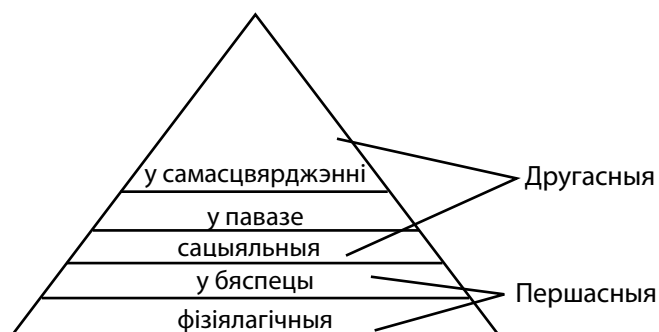 у самасцвярджэнні
Другасныя
у павазе
сацыяльныя
у бяспецы
Першасныя
фізіялагічныя